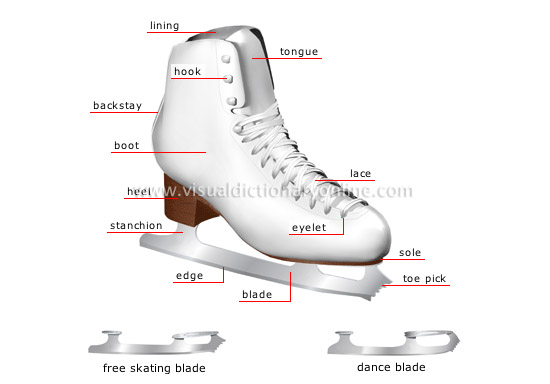 lining
tongue
hook
backstay
boot
lace
www.visualdictionaryonline.com
heel
stanchion
eyelet
sole
edge
toe pick
blade
free skating blade
dance blade